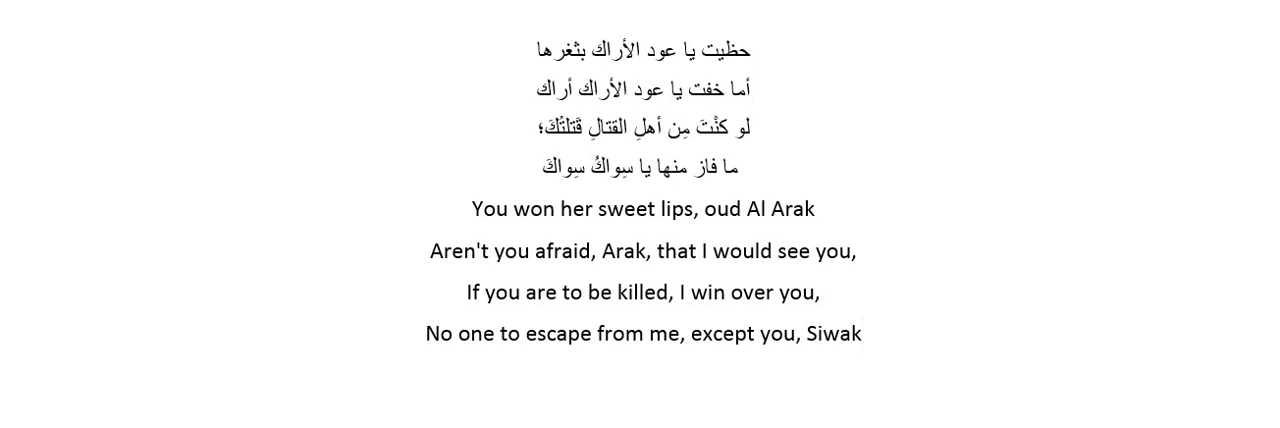 حظيت يا عود الأراك بثغرها
أما خفت يا عود الأراك أراك
لو كنْتَ مِن أهلِ القتالِ قَتلتُكَ؛
ما فاز منها يا سِواكُ سِواكَ
You won her sweet lips, oud Al Arak
Aren't you afraid, Arak, that I would see you,
If you are to be killed, I win over you,
No one to escape from me, except you, Siwak